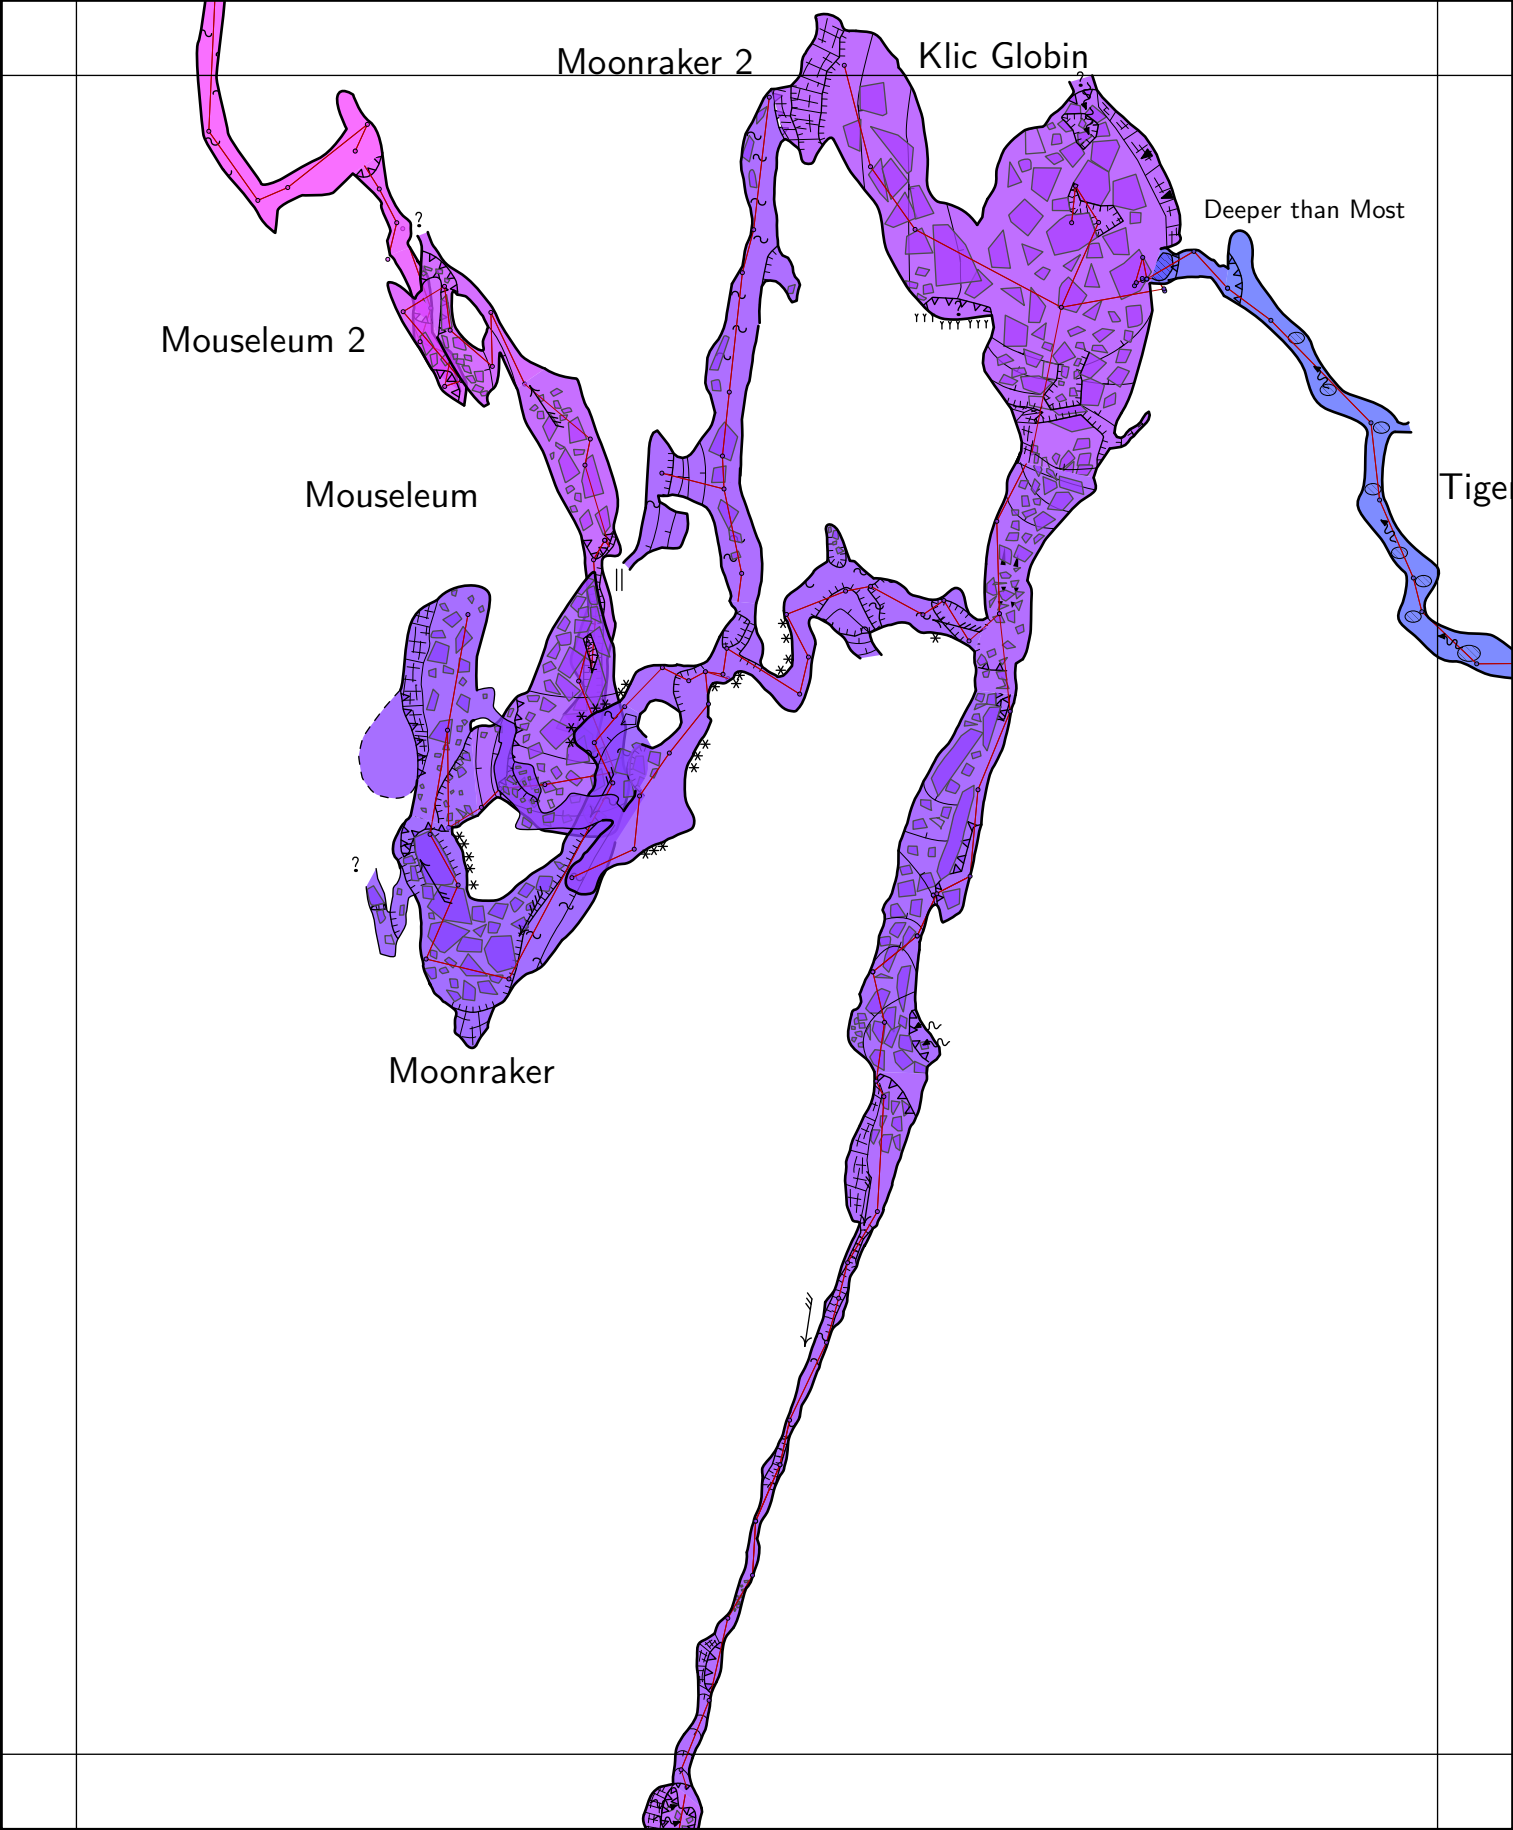 Klic Globin
Moonraker 2
?
Deeper than Most
?
?
Mouseleum 2
Tige
Mouseleum
?
Moonraker